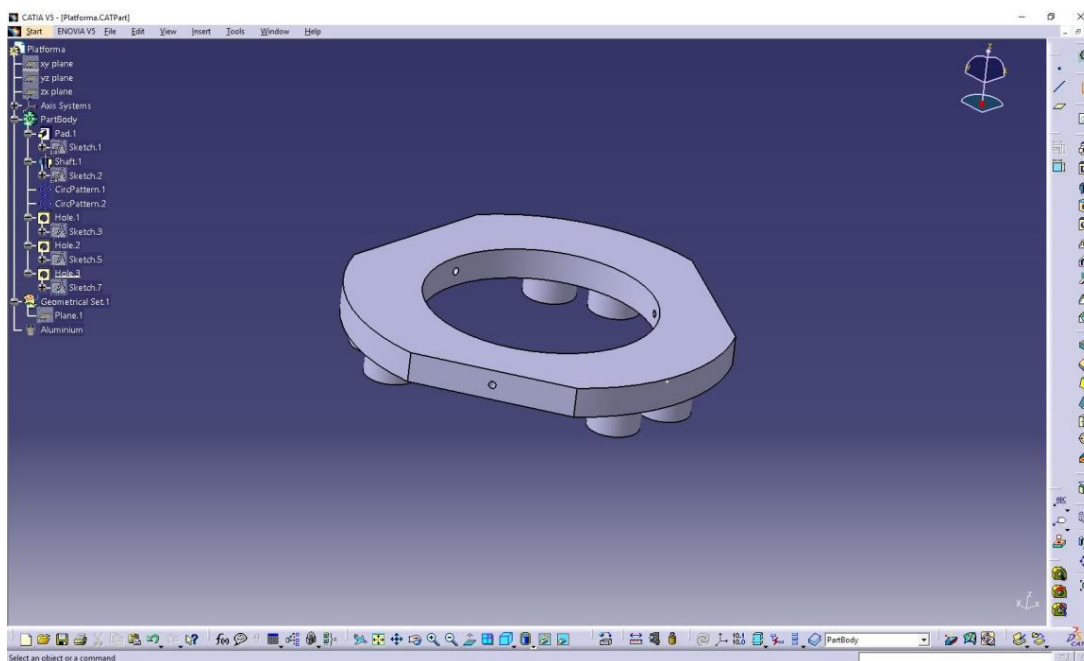 CATIA V5 - [Platforma.CATPart]
Start ENOVIA V5 File Edit View Insert Tools Window Help
Platforma
xy plane
yz plane
zx plane
Axis Systems
PartBody
Pad.1
Sketch.1
Shaft.1
Sketch.2
CircPattern.1
CircPattern.2
Hole.1
Sketch.3
Hole.2
Sketch.5
Hole.3
Sketch.7
Geometrical Set.1
Plane.1
Aluminium
z
ABC
z
x
PartBody
Select an object or a command